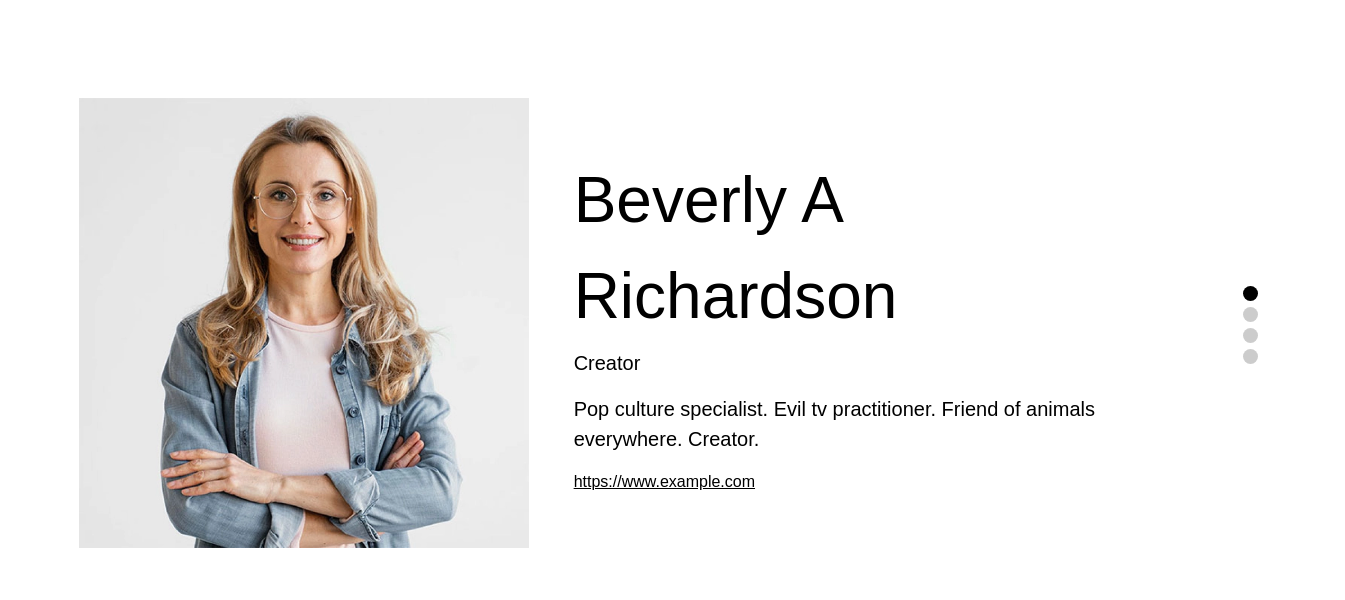 Beverly A
Richardson
Creator
Pop culture specialist. Evil tv practitioner. Friend of animals
everywhere. Creator.
https://www.example.com